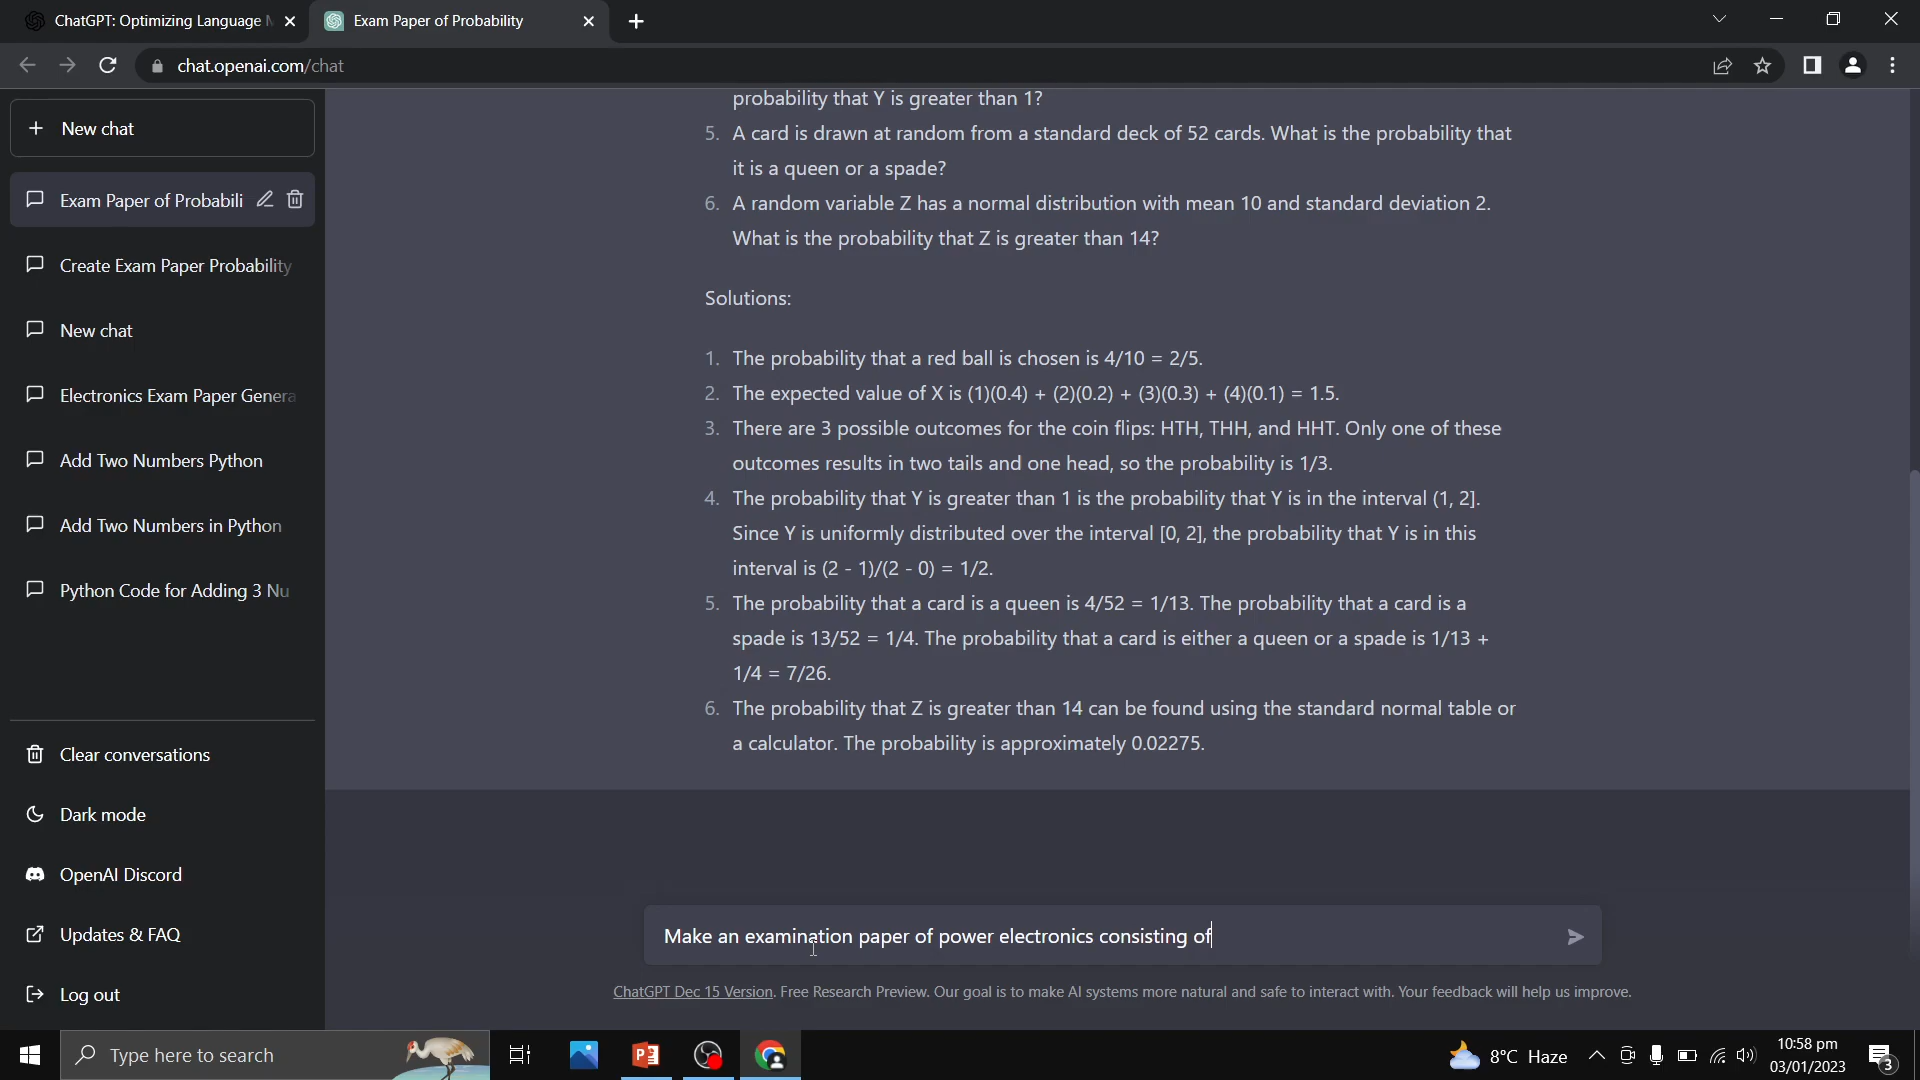 ChatGPT: Optimizing Language
Exam Paper of Probability
chat.openai.com/chat
New chat
Exam Paper of Probabili
Create Exam Paper Probability
New chat
Electronics Exam Paper Genera
Add Two Numbers Python
Add Two Numbers in Python
Python Code for Adding 3 Nu
Clear conversations
Dark mode
OpenAI Discord
Updates & FAQ
Log out
probability that Y is greater than 1?
5. A card is drawn at random from a standard deck of 52 cards. What is the probability that
it is a queen or a spade?
6. A random variable Z has a normal distribution with mean 10 and standard deviation 2.
What is the probability that Z is greater than 14?
Solutions:
1. The probability that a red ball is chosen is 4/10 = 2/5.
2. The expected value of X is (1)(0.4) + (2)(0.2) + (3)(0.3) + (4)(0.1) = 1.5.
3. There are 3 possible outcomes for the coin flips: HTH, THH, and HHT. Only one of these
outcomes results in two tails and one head, so the probability is 1/3.
4. The probability that Y is greater than 1 is the probability that Y is in the interval (1, 2].
Since Y is uniformly distributed over the interval [0, 2], the probability that Y is in this
interval is (2 - 1)/(2 - 0) = 1/2.
5. The probability that a card is a queen is 4/52 = 1/13. The probability that a card is a
spade is 13/52 = 1/4. The probability that a card is either a queen or a spade is 1/13 +
1/4 = 7/26.
6. The probability that Z is greater than 14 can be found using the standard normal table or
a calculator. The probability is approximately 0.02275.
Make an examination paper of power electronics consisting of
ChatGPT Dec 15 Version. Free Research Preview. Our goal is to make AI systems more natural and safe to interact with. Your feedback will help us improve.
Type here to search
8°C Haze
10:58 pm
03/01/2023
3